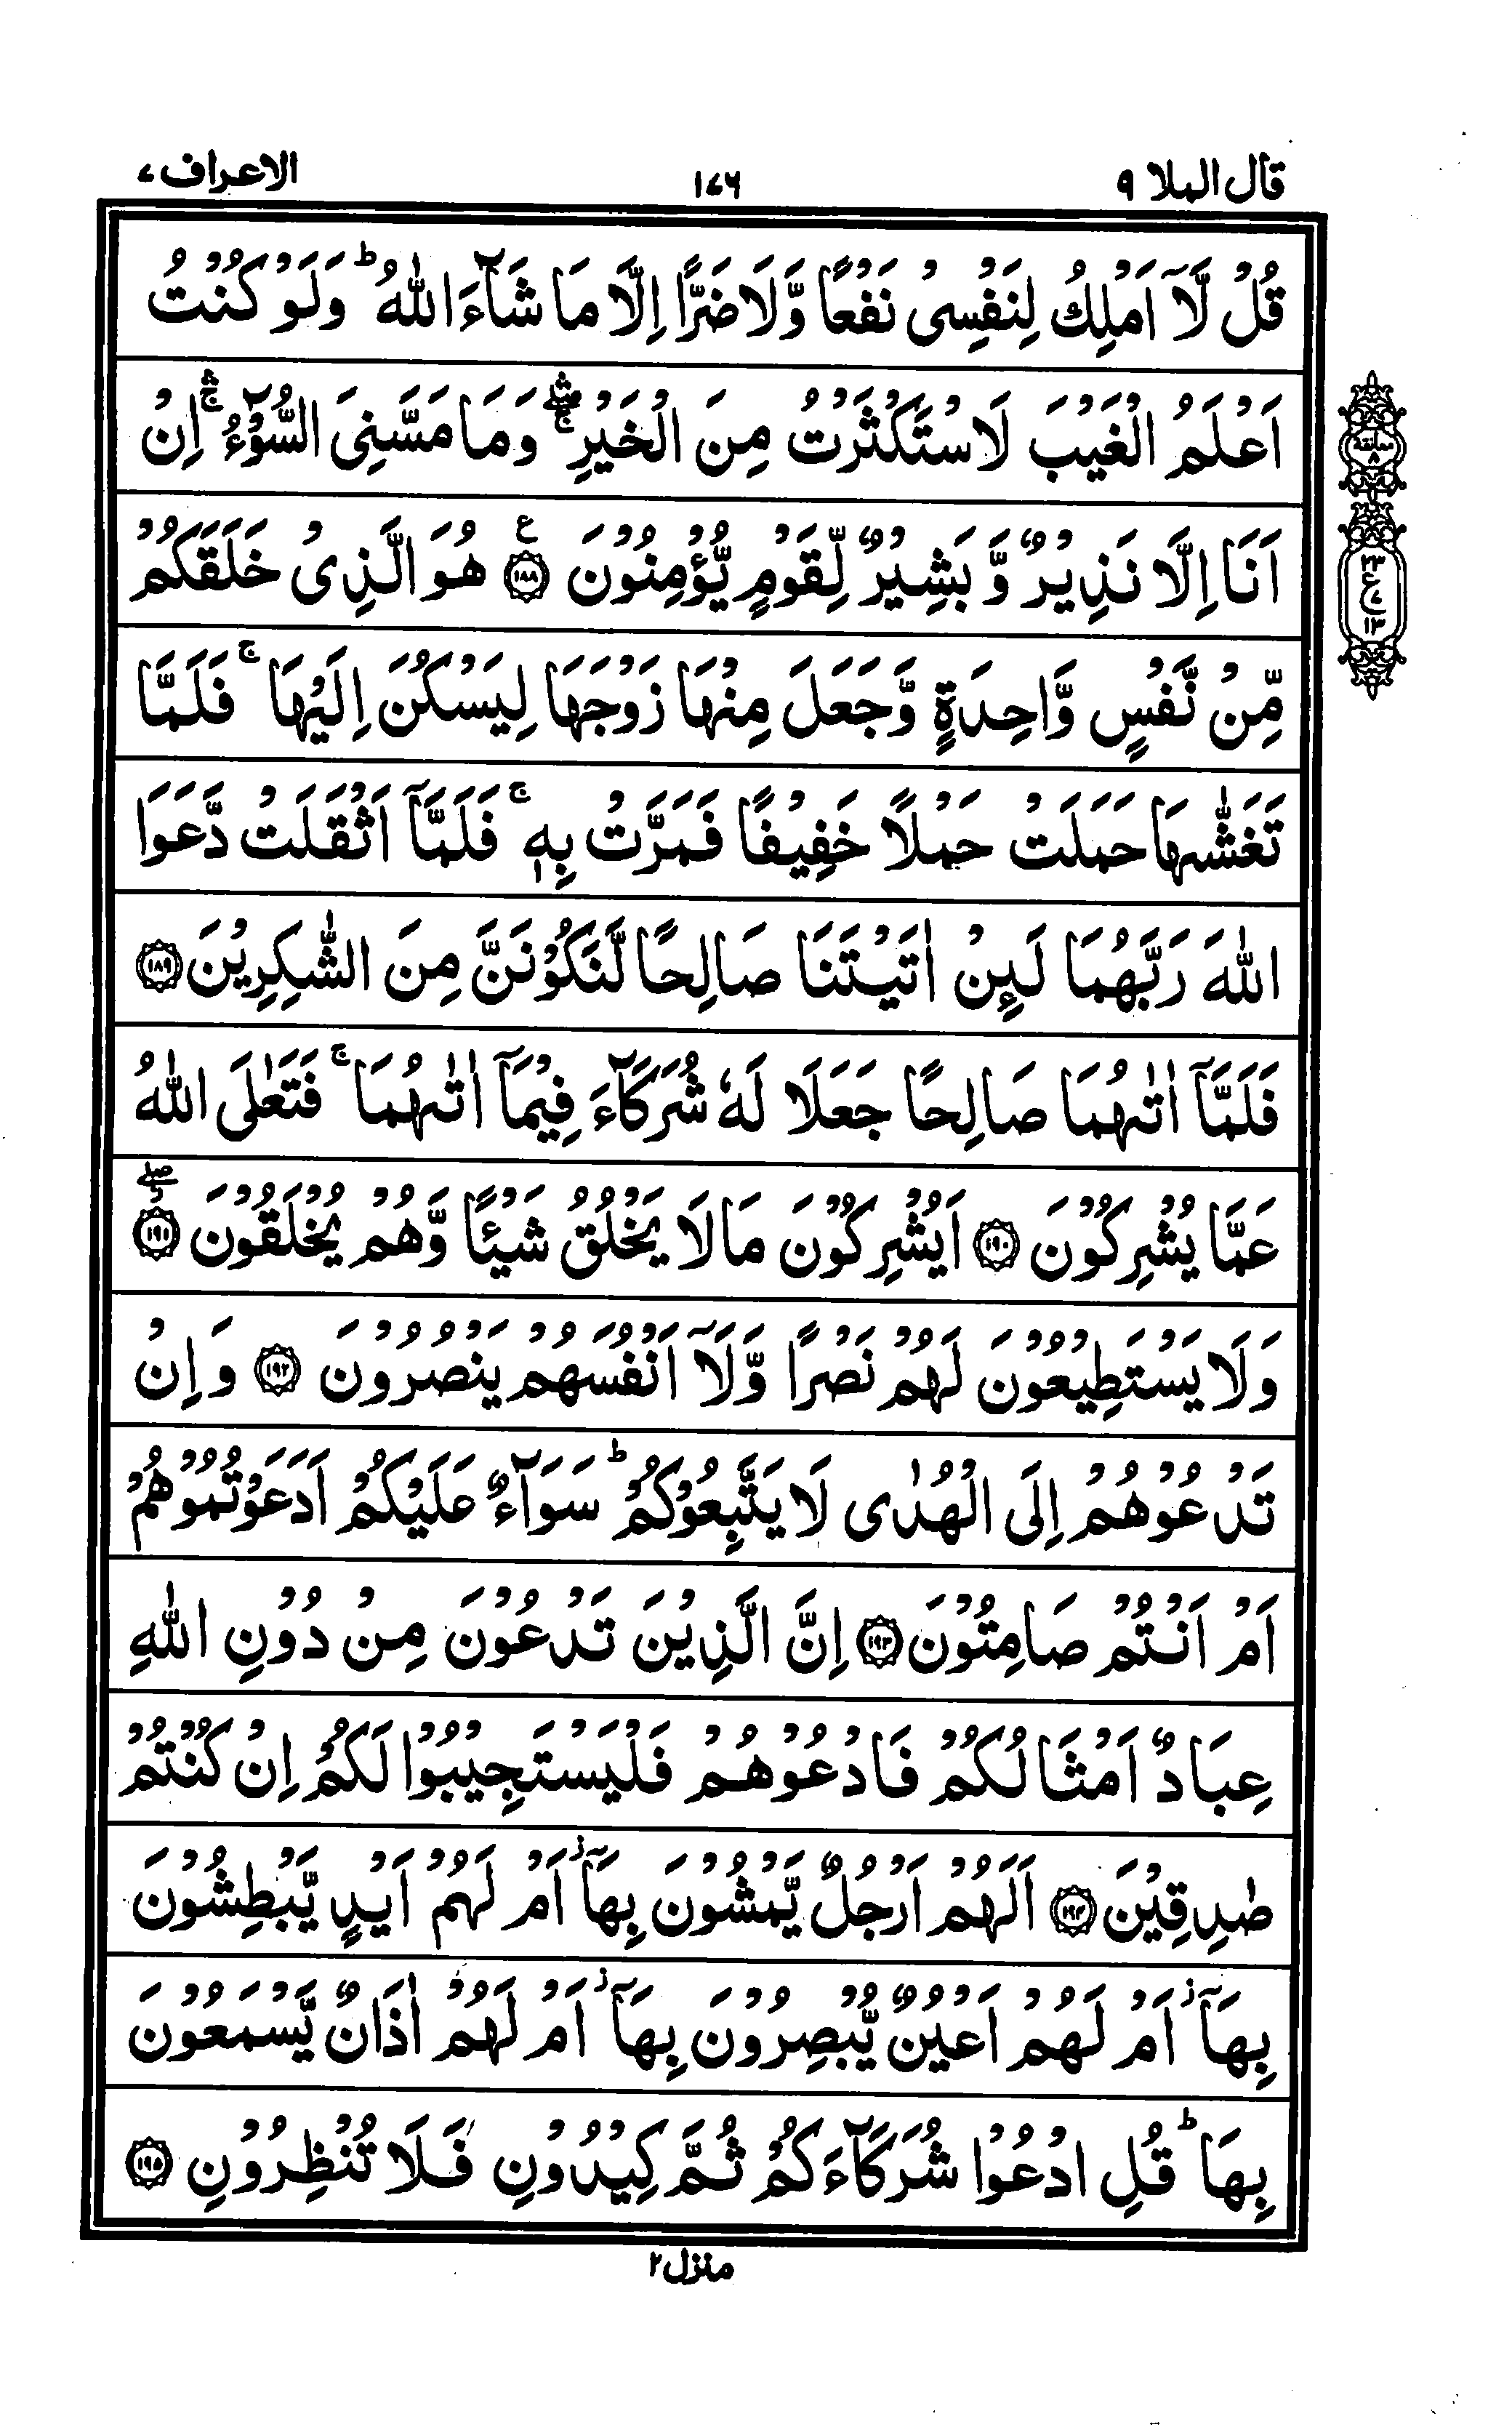 قال الملا ٩
١٧٦
الاعراف ٧
قُلْ لَّاۤ اَمْلِكُ لِنَفْسِیْ نَفْعًا وَّلَا ضَرًّا اِلَّا مَا شَآءَ اللّٰهُ ؕ وَلَوْ كُنْتُ
اَعْلَمُ الْغَیْبَ لَاسْتَكْثَرْتُ مِنَ الْخَیْرِ ۛۖۚ وَمَا مَسَّنِیَ السُّوْٓءُ ۛۚ اِنْ
اَنَا اِلَّا نَذِیْرٌ وَّ بَشِیْرٌ لِّقَوْمٍ یُّؤْمِنُوْنَ ۝١٨٨ ع هُوَ الَّذِیْ خَلَقَكُمْ
مِّنْ نَّفْسٍ وَّاحِدَةٍ وَّجَعَلَ مِنْهَا زَوْجَهَا لِیَسْكُنَ اِلَیْهَا ۚ فَلَمَّا
تَغَشّٰىهَا حَمَلَتْ حَمْلًا خَفِیْفًا فَمَرَّتْ بِهٖ ۚ فَلَمَّاۤ اَثْقَلَتْ دَّعَوَا
اللّٰهَ رَبَّهُمَا لَىِٕنْ اٰتَیْتَنَا صَالِحًا لَّنَكُوْنَنَّ مِنَ الشّٰكِرِیْنَ ۝١٨٩
فَلَمَّاۤ اٰتٰىهُمَا صَالِحًا جَعَلَا لَهٗ شُرَكَآءَ فِیْمَاۤ اٰتٰىهُمَا ۚ فَتَعٰلَى اللّٰهُ
عَمَّا یُشْرِكُوْنَ ۝١٩٠ اَیُشْرِكُوْنَ مَا لَا یَخْلُقُ شَیْـًٔا وَّهُمْ یُخْلَقُوْنَ ۝١٩١ ۖ
وَلَا یَسْتَطِیْعُوْنَ لَهُمْ نَصْرًا وَّلَاۤ اَنْفُسَهُمْ یَنْصُرُوْنَ ۝١٩٢ وَاِنْ
تَدْعُوْهُمْ اِلَى الْهُدٰى لَا یَتَّبِعُوْكُمْ ؕ سَوَآءٌ عَلَیْكُمْ اَدَعَوْتُمُوْهُمْ
اَمْ اَنْتُمْ صَامِتُوْنَ ۝١٩٣ اِنَّ الَّذِیْنَ تَدْعُوْنَ مِنْ دُوْنِ اللّٰهِ
عِبَادٌ اَمْثَالُكُمْ فَادْعُوْهُمْ فَلْیَسْتَجِیْبُوْا لَكُمْ اِنْ كُنْتُمْ
صٰدِقِیْنَ ۝١٩٤ اَلَهُمْ اَرْجُلٌ یَّمْشُوْنَ بِهَاۤ ؗ اَمْ لَهُمْ اَیْدٍ یَّبْطِشُوْنَ
بِهَاۤ ؗ اَمْ لَهُمْ اَعْیُنٌ یُّبْصِرُوْنَ بِهَاۤ ؗ اَمْ لَهُمْ اٰذَانٌ یَّسْمَعُوْنَ
بِهَا ؕ قُلِ ادْعُوْا شُرَكَآءَكُمْ ثُمَّ كِیْدُوْنِ فَلَا تُنْظِرُوْنِ ۝١٩٥
منزل ٢